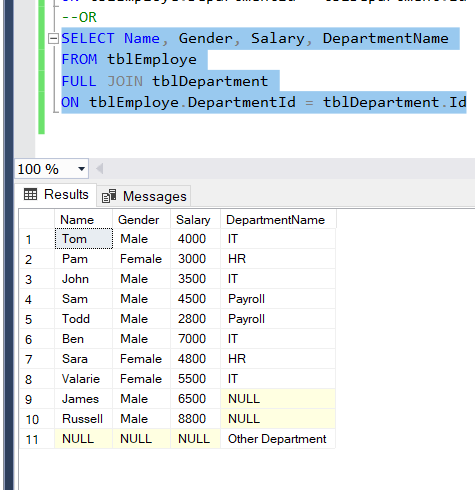 --OR
SELECT Name, Gender, Salary, DepartmentName
FROM tblEmploye
FULL JOIN tblDepartment
ON tblEmploye.DepartmentId = tblDepartment.Id
100 %
Results Messages
Name Gender Salary DepartmentName
1 Tom Male 4000 IT
2 Pam Female 3000 HR
3 John Male 3500 IT
4 Sam Male 4500 Payroll
5 Todd Male 2800 Payroll
6 Ben Male 7000 IT
7 Sara Female 4800 HR
8 Valarie Female 5500 IT
9 James Male 6500 NULL
10 Russell Male 8800 NULL
11 NULL NULL NULL Other Department